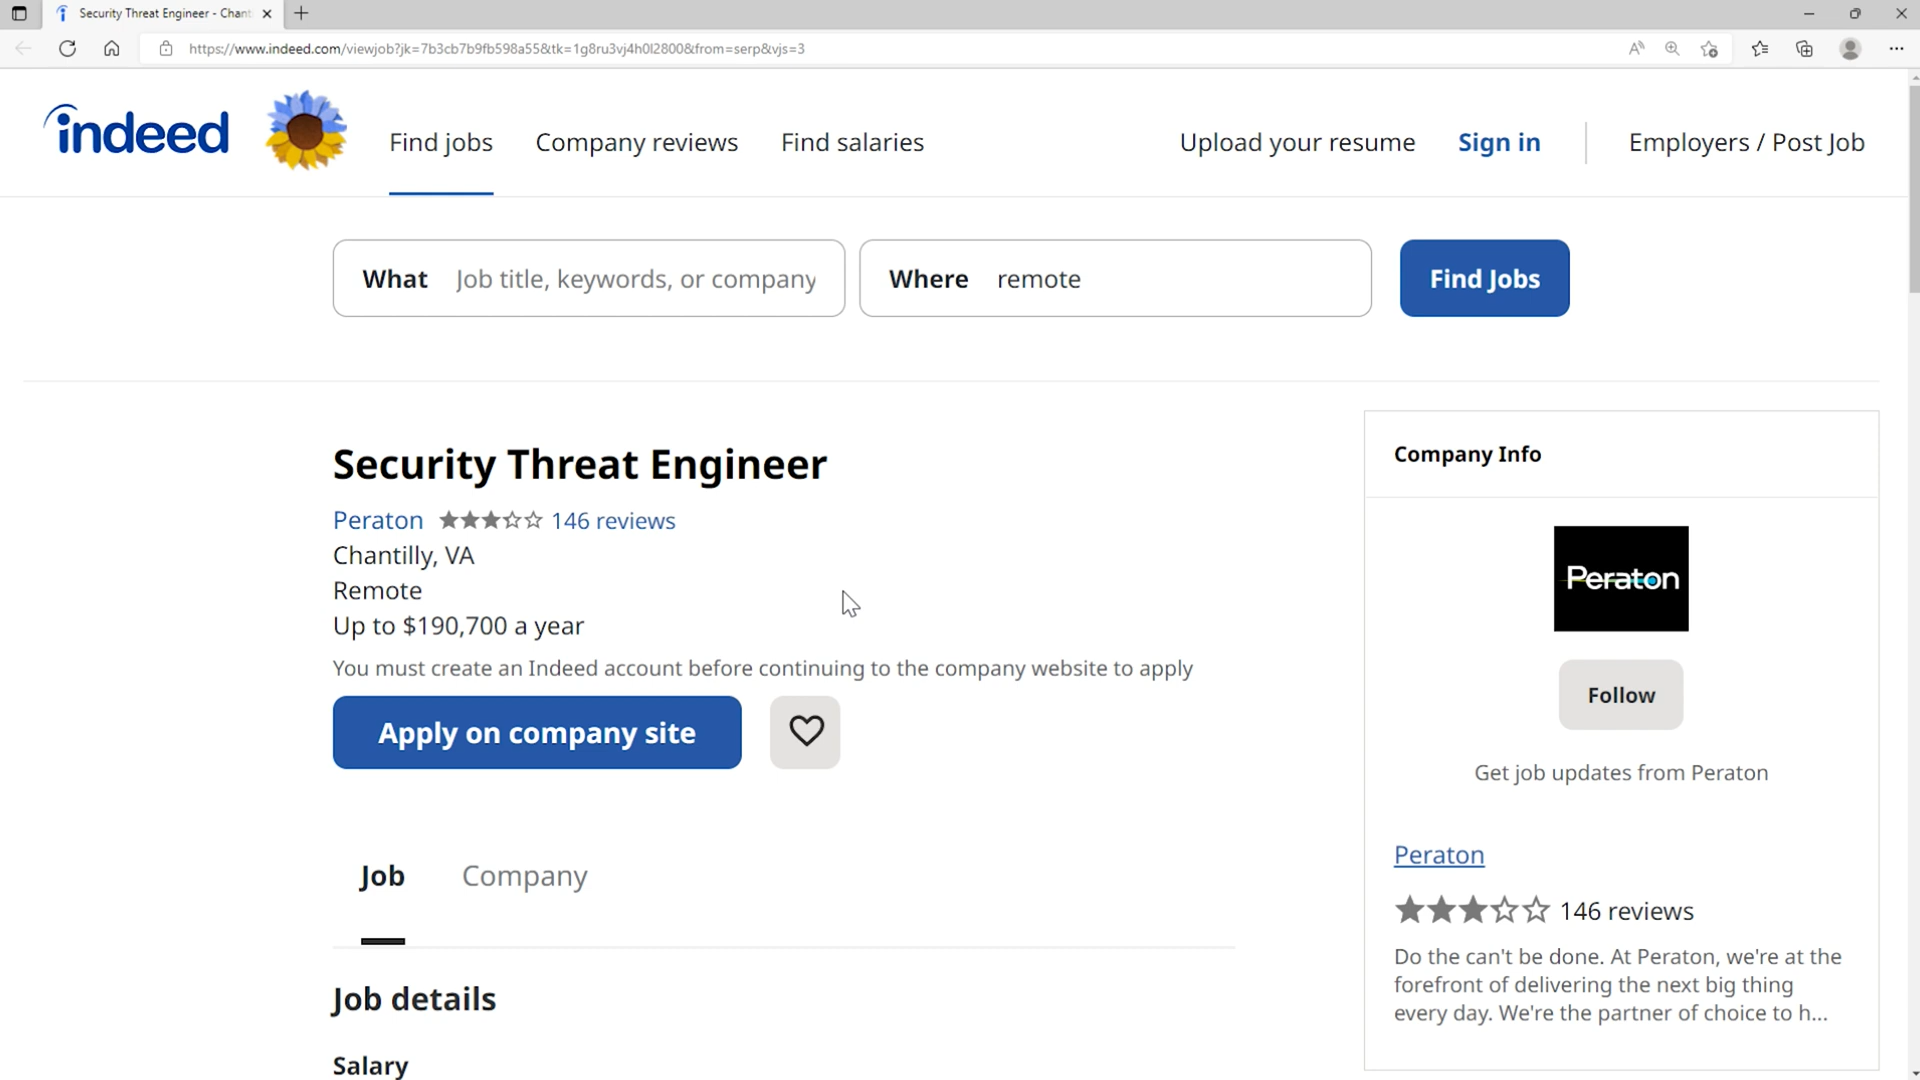 Security Threat Engineer - Chant
https://www.indeed.com/viewjob?jk=7b3cb7b9fb598a55&tk=1g8ru3vj4h0l2800&from=serp&vjs=3
indeed
Find jobs
Company reviews
Find salaries
Upload your resume
Sign in
Employers / Post Job
What Job title, keywords, or company
Where remote
Find Jobs
Security Threat Engineer
Peraton 146 reviews
Chantilly, VA
Remote
Up to $190,700 a year
You must create an Indeed account before continuing to the company website to apply
Apply on company site
Job
Company
Job details
Salary
Company Info
Peraton
Follow
Get job updates from Peraton
Peraton
146 reviews
Do the can't be done. At Peraton, we're at the
forefront of delivering the next big thing
every day. We're the partner of choice to h...